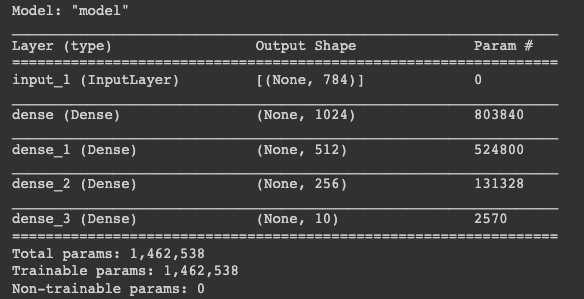 Model: "model"
Layer (type) Output Shape Param #
input_1 (InputLayer) [(None, 784)] 0
dense (Dense) (None, 1024) 803840
dense_1 (Dense) (None, 512) 524800
dense_2 (Dense) (None, 256) 131328
dense_3 (Dense) (None, 10) 2570
Total params: 1,462,538
Trainable params: 1,462,538
Non-trainable params: 0